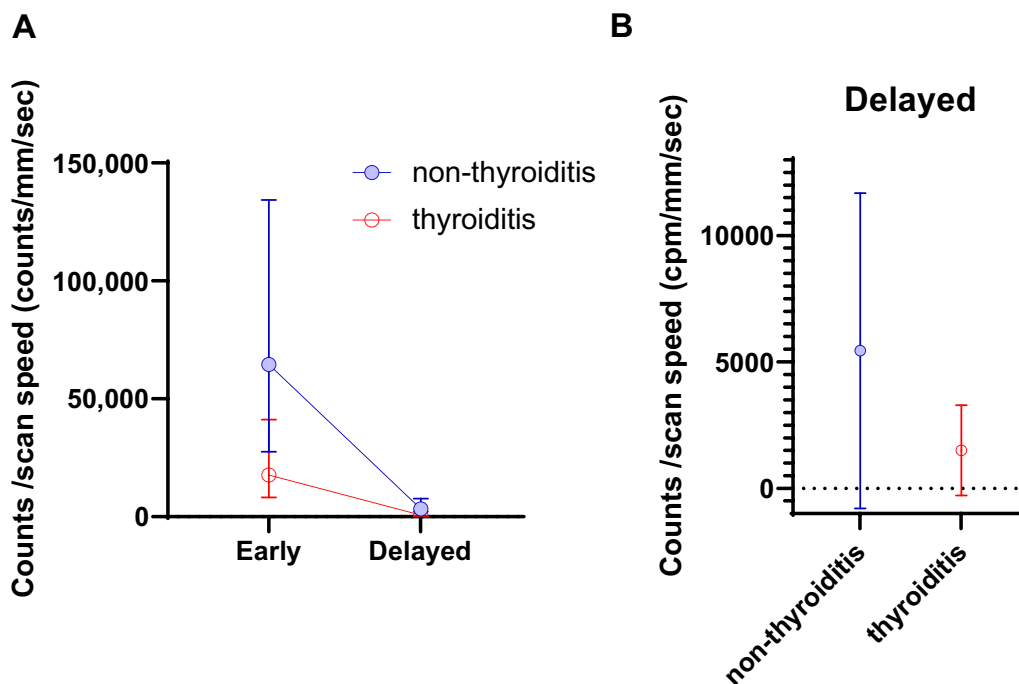 A
Counts /scan speed (counts/mm/sec)
150,000
100,000
50,000
0
Early
Delayed
non-thyroiditis
thyroiditis
B
Delayed
Counts /scan speed (cpm/mm/sec)
10000
5000
0
non-thyroiditis
thyroiditis